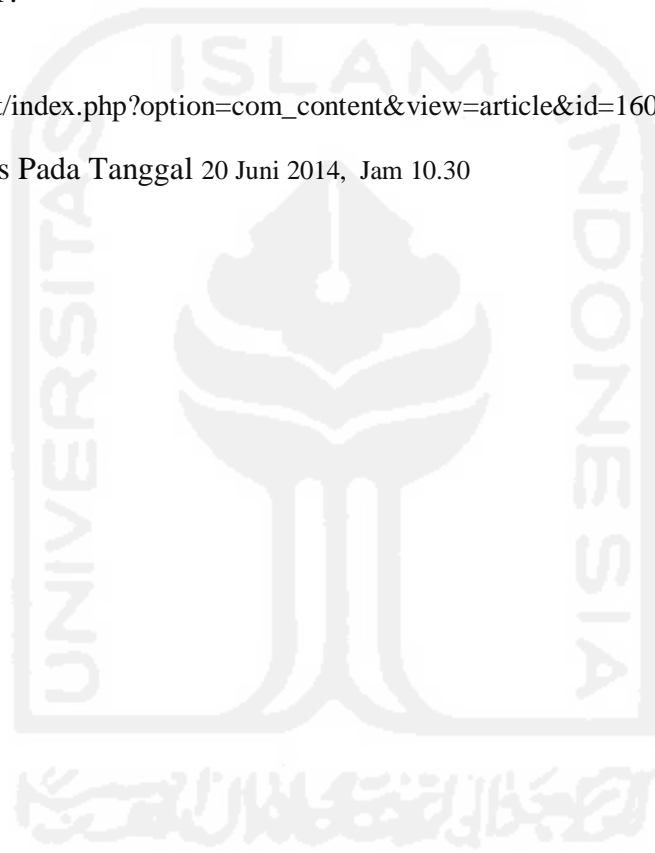 ISLAM
t/index.php?option=com_content&view=article&id=160
s Pada Tanggal 20 Juni 2014, Jam 10.30
UNIVERSITAS
INDONESIA